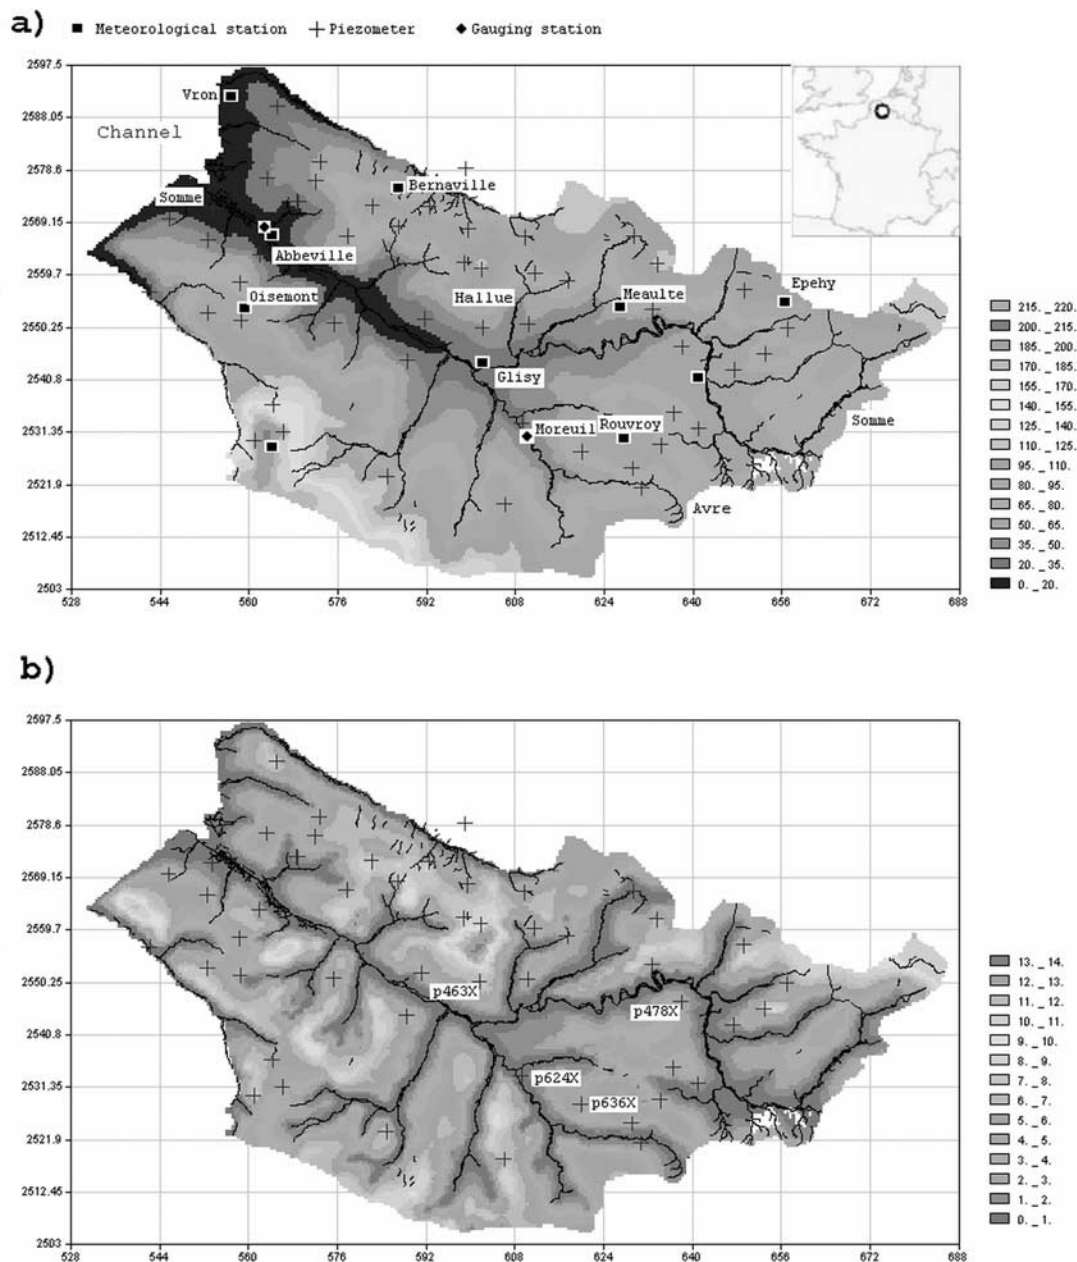 a)
Meteorological station
Piezometer
Gauging station
2597.5
2588.05
2578.6
2569.15
2559.7
2550.25
2540.8
2531.35
2521.9
2512.45
2503
528
544
560
576
592
608
624
640
656
672
688
Vron
Channel
Somme
Bernaville
Abbeville
Oisemont
Hallue
Meaulte
Epehy
Glisy
Moreuil
Rouvroy
Somme
Avre
215. _ 220.
200. _ 215.
185. _ 200.
170. _ 185.
155. _ 170.
140. _ 155.
125. _ 140.
110. _ 125.
95. _ 110.
80. _ 95.
65. _ 80.
50. _ 65.
35. _ 50.
20. _ 35.
0. _ 20.
b)
2597.5
2588.05
2578.6
2569.15
2559.7
2550.25
2540.8
2531.35
2521.9
2512.45
2503
528
544
560
576
592
608
624
640
656
672
688
p463X
p478X
p624X
p636X
13. _ 14.
12. _ 13.
11. _ 12.
10. _ 11.
9. _ 10.
8. _ 9.
7. _ 8.
6. _ 7.
5. _ 6.
4. _ 5.
3. _ 4.
2. _ 3.
1. _ 2.
0. _ 1.